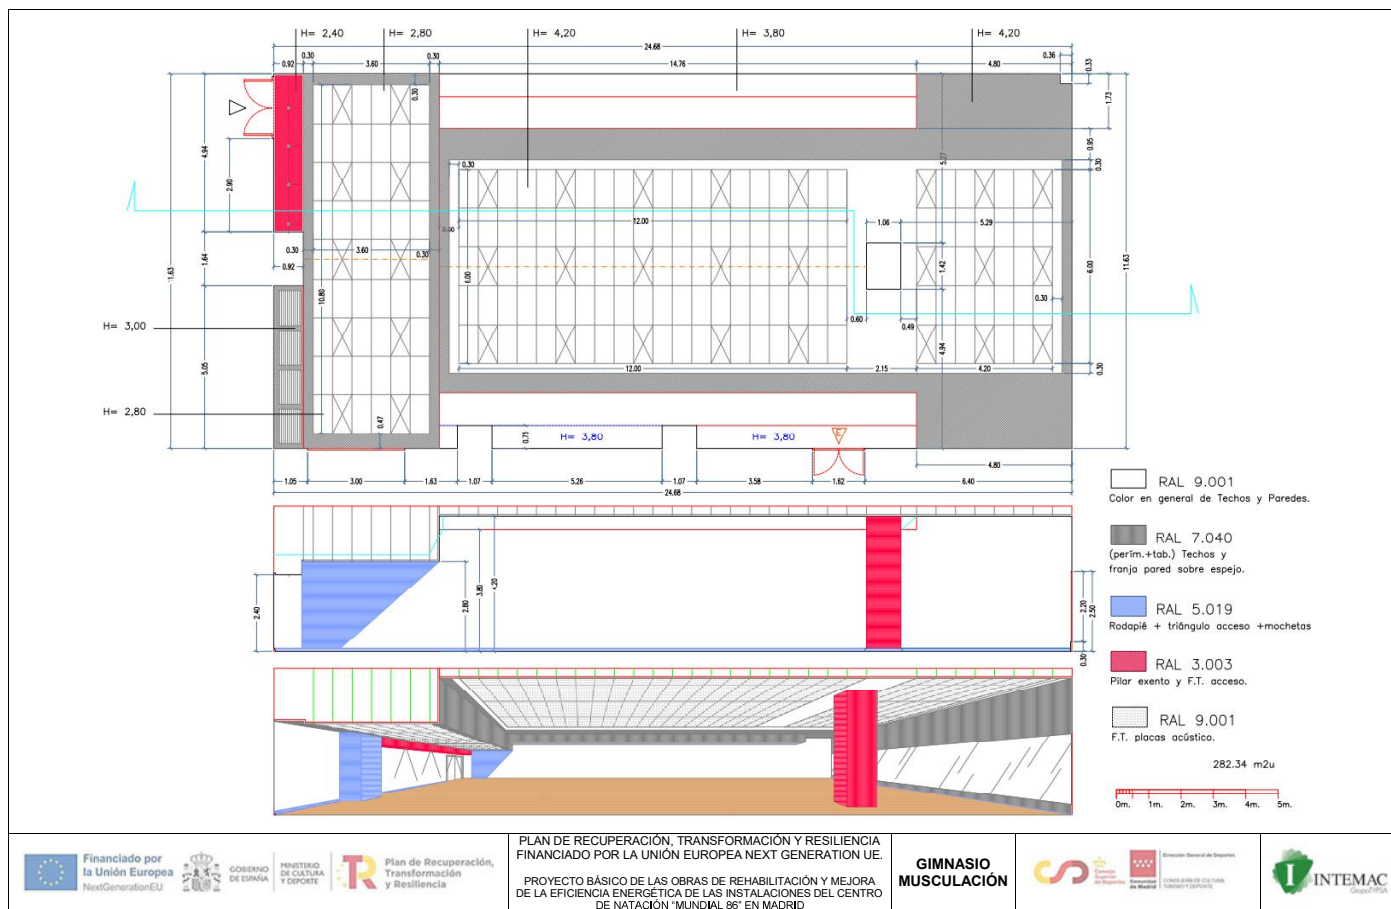 H= 2,40
H= 2,80
H= 4,20
H= 3,80
H= 4,20
24.68
0.36
0.30
0.30
0.92
3.60
14.76
4.80
0.33
0.30
1.73
4.94
5.27
0.95
0.30
0.30
2.90
12.00
1.06
5.29
0.60
0.30
3.60
0.30
1.64
0.92
11.63
10.80
6.00
1.42
6.00
11.63
0.30
H= 3,00
0.60
0.49
4.94
5.05
12.00
2.15
4.20
0.30
H= 2,80
0.47
0.73
H= 3,80
H= 3,80
E
4.80
1.05
3.00
1.63
1.07
5.26
1.07
3.58
1.62
6.40
24.68
2.40
2.80
3.80
4.20
2.20
2.50
0.30
RAL 9.001
Color en general de Techos y Paredes.
RAL 7.040
(perím.+tab.) Techos y
franja pared sobre espejo.
RAL 5.019
Rodapié + triángulo acceso +mochetas
RAL 3.003
Pilar exento y F.T. acceso.
RAL 9.001
F.T. placas acústico.
282.34 m2u
0m. 1m. 2m. 3m. 4m. 5m.
Financiado por
la Unión Europea
NextGenerationEU
GOBIERNO
DE ESPAÑA
MINISTERIO
DE CULTURA
Y DEPORTE
Plan de Recuperación,
Transformación
y Resiliencia
PLAN DE RECUPERACIÓN, TRANSFORMACIÓN Y RESILIENCIA
FINANCIADO POR LA UNIÓN EUROPEA NEXT GENERATION UE.
PROYECTO BÁSICO DE LAS OBRAS DE REHABILITACIÓN Y MEJORA
DE LA EFICIENCIA ENERGÉTICA DE LAS INSTALACIONES DEL CENTRO
DE NATACIÓN "MUNDIAL 86" EN MADRID
GIMNASIO
MUSCULACIÓN
Consejo
Superior
de Deportes
Comunidad
de Madrid
Dirección General de Deportes
CONSEJERÍA DE CULTURA,
TURISMO Y DEPORTE
INTEMAC
GrupoTYPSA